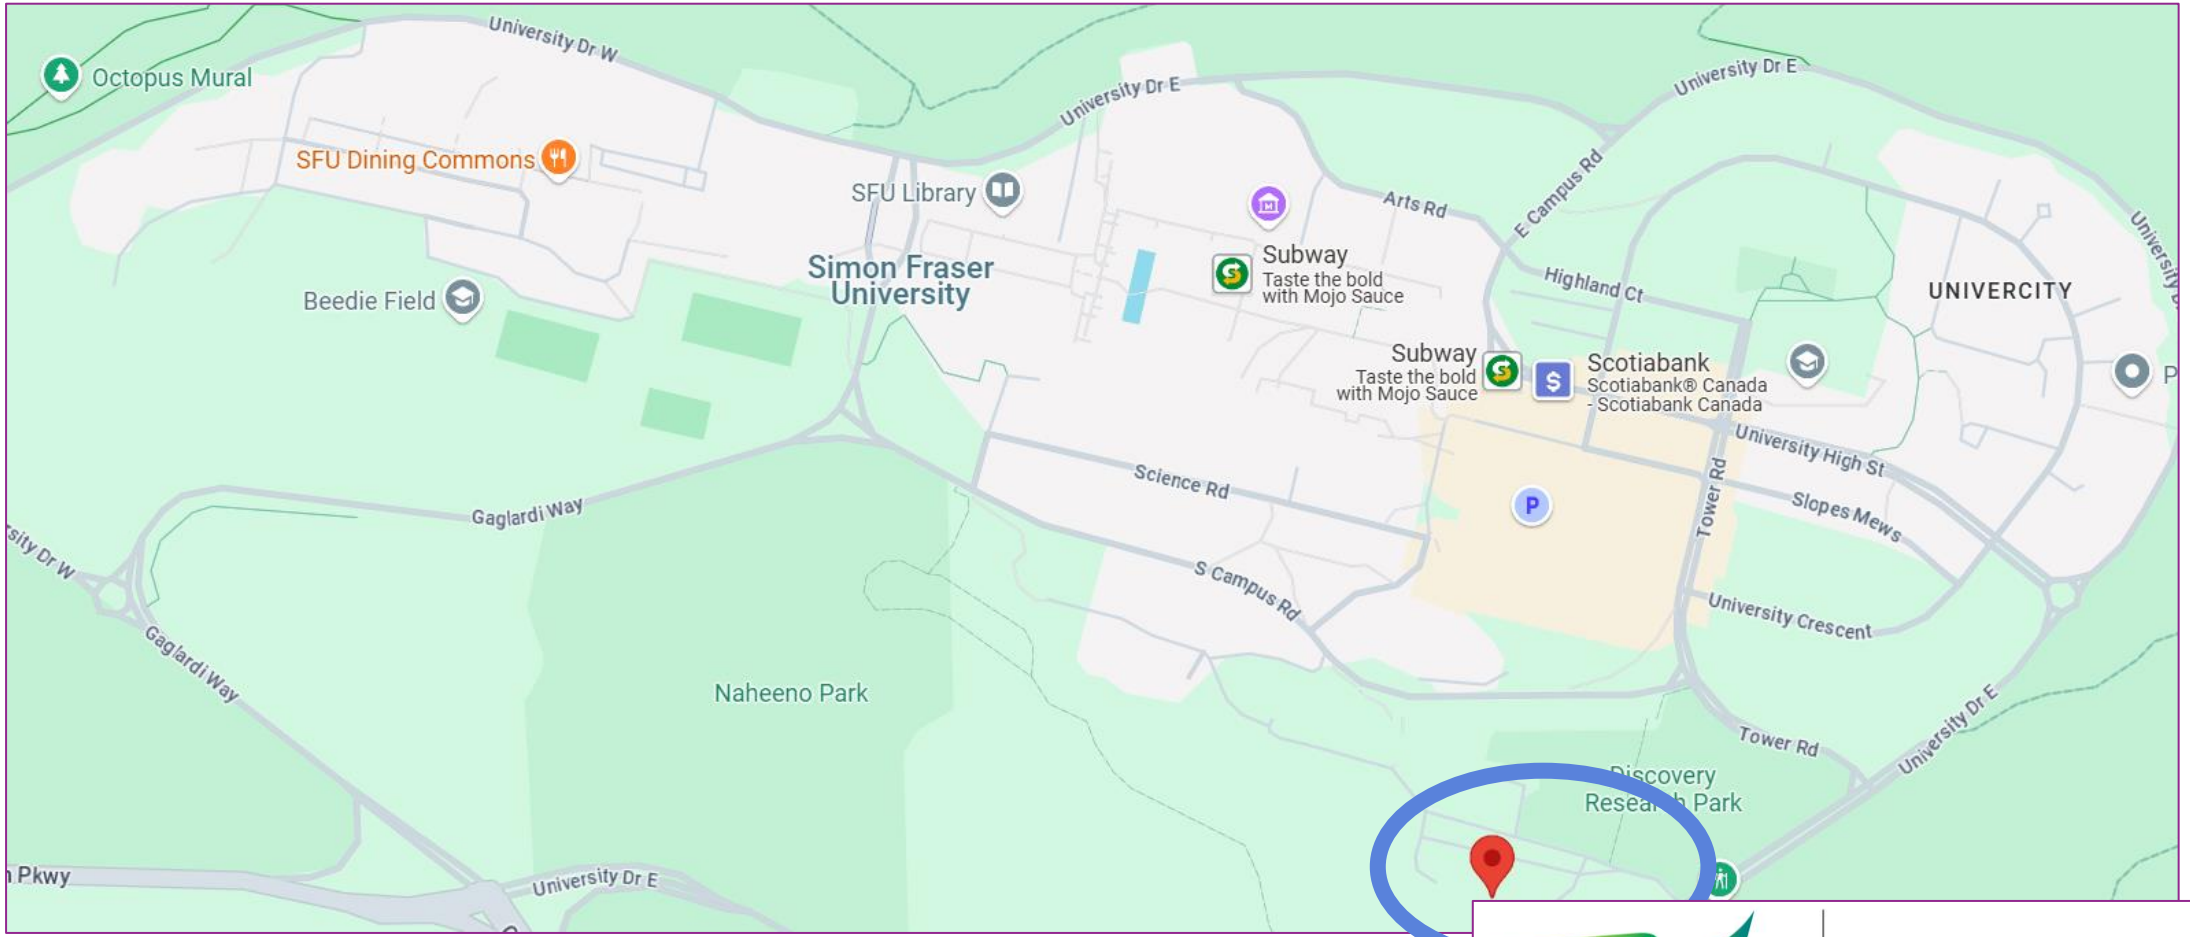 University Dr W
University Dr E
University Dr E
Octopus Mural
SFU Dining Commons
SFU Library
Arts Rd
E Campus Rd
University
Subway
Taste the bold
with Mojo Sauce
Simon Fraser
University
Highland Ct
UNIVERCITY
Beedie Field
Subway
Taste the bold
with Mojo Sauce
$
Scotiabank
Scotiabank® Canada
- Scotiabank Canada
P
University High St
Science Rd
Tower Rd
Slopes Mews
P
Gaglardi Way
sity Dr W
S Campus Rd
University Crescent
Gaglardi Way
Naheeno Park
University Dr E
Tower Rd
Discovery
Research Park
Pkwy
University Dr E